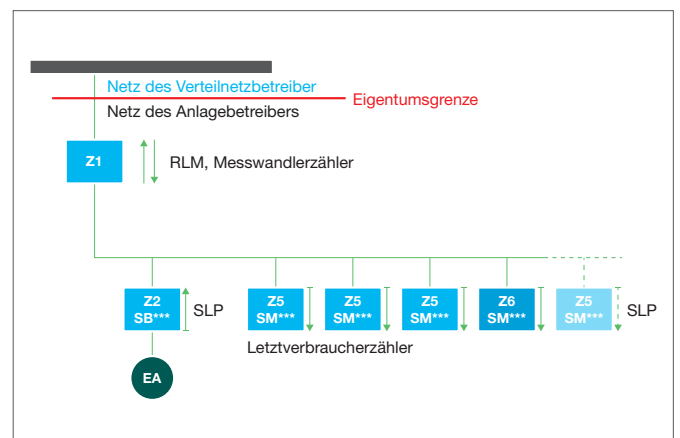 Netz des Verteilnetzbetreiber
Eigentumsgrenze
Netz des Anlagebetreibers
Z1
RLM, Messwandlerzähler
Z2
SB***
SLP
Z5
SM***
Z5
SM***
Z5
SM***
Z6
SM***
Z5
SM***
SLP
Letztverbraucherzähler
EA